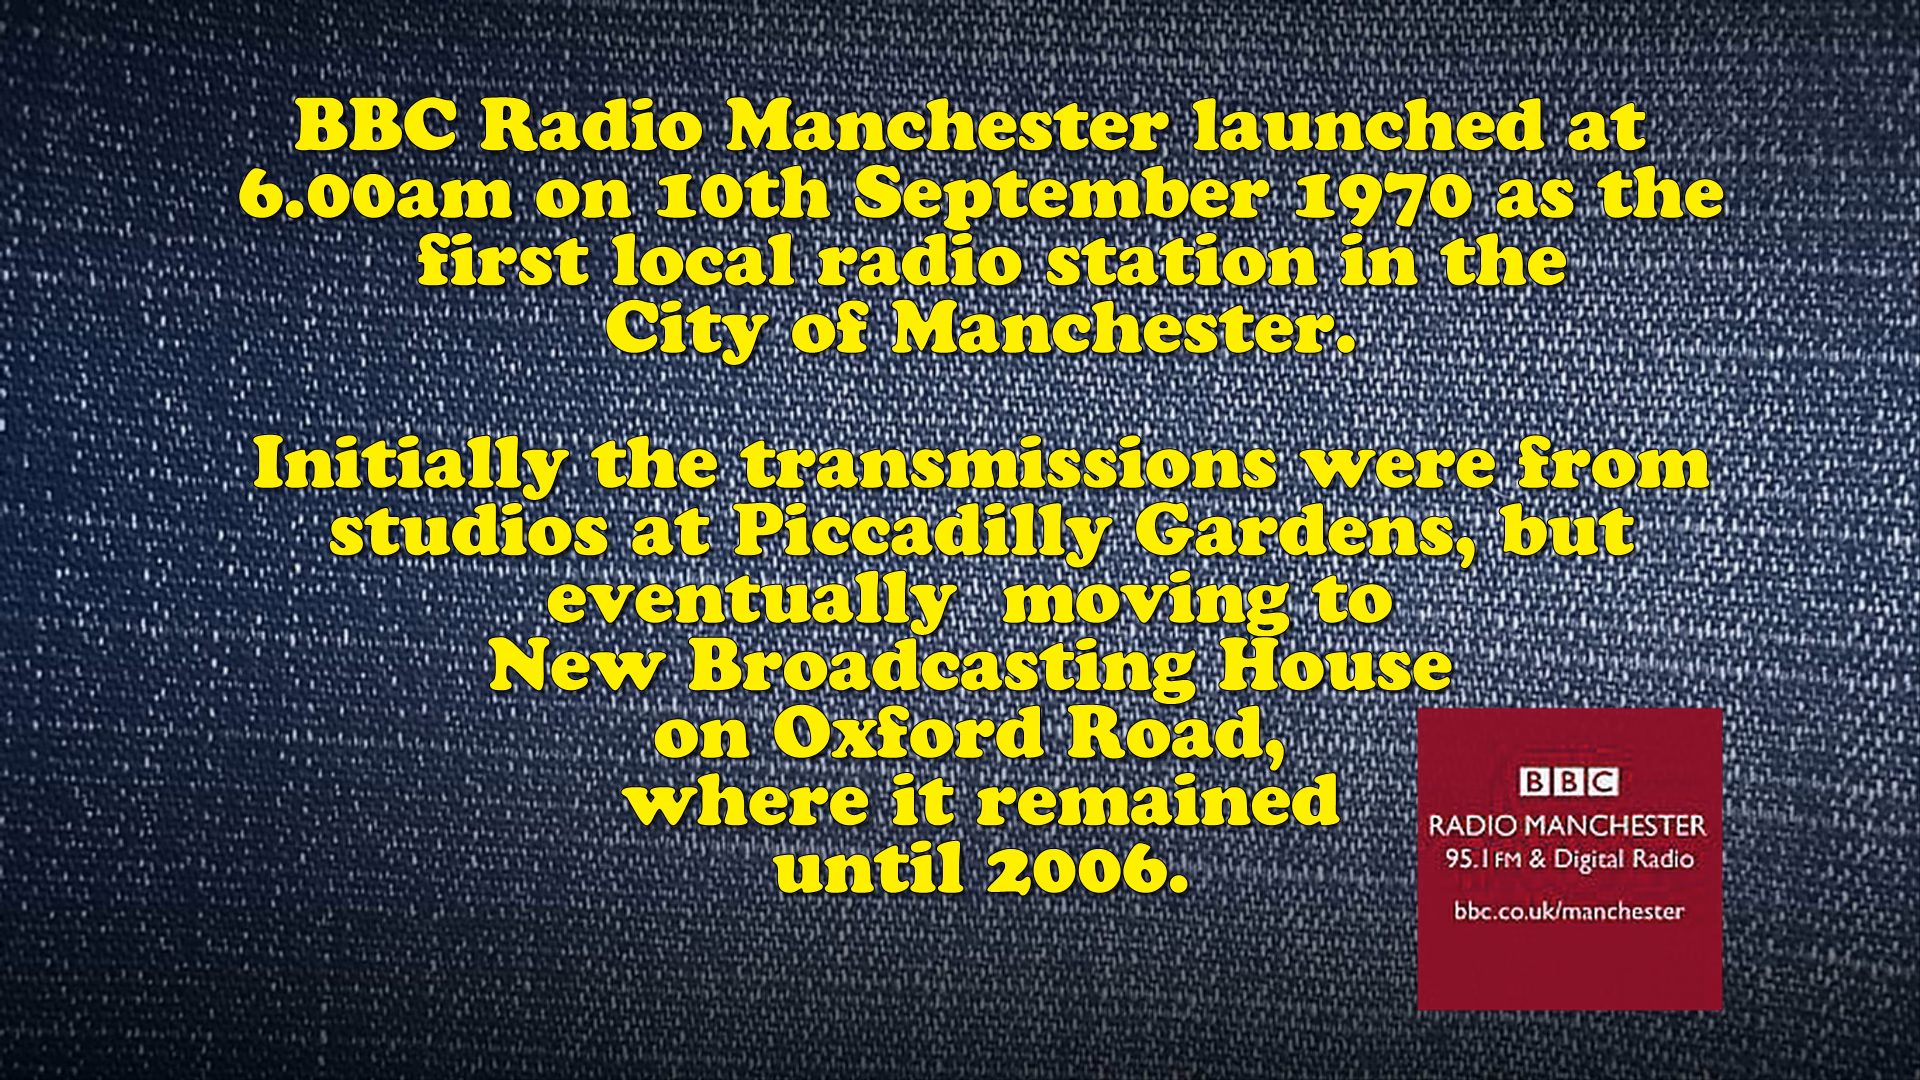 BBC Radio Manchester launched at
6.00am on 10th September 1970 as the
first local radio station in the
City of Manchester.
Initially the transmissions were from
studios at Piccadilly Gardens, but
eventually  moving to
New Broadcasting House
on Oxford Road,
where it remained
until 2006.
BBC
RADIO MANCHESTER
95.1FM & Digital Radio
bbc.co.uk/manchester